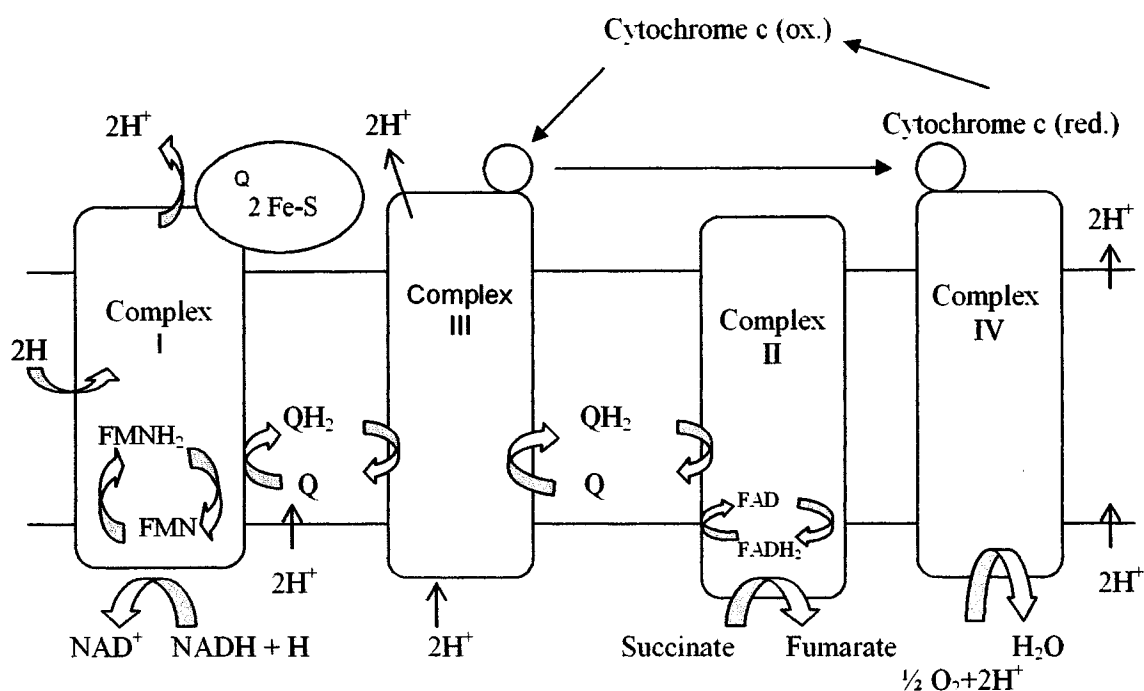 Cytochrome c (ox.)
Cytochrome c (red.)
2H⁺
2H⁺
Q
2 Fe-S
2H⁺
Complex
I
Complex
III
Complex
II
Complex
IV
2H
FMNH₂
FMN
QH₂
Q
QH₂
Q
FAD
FADH₂
2H⁺
2H⁺
NAD⁺
NADH + H
2H⁺
Succinate
Fumarate
H₂O
½ O₂+2H⁺